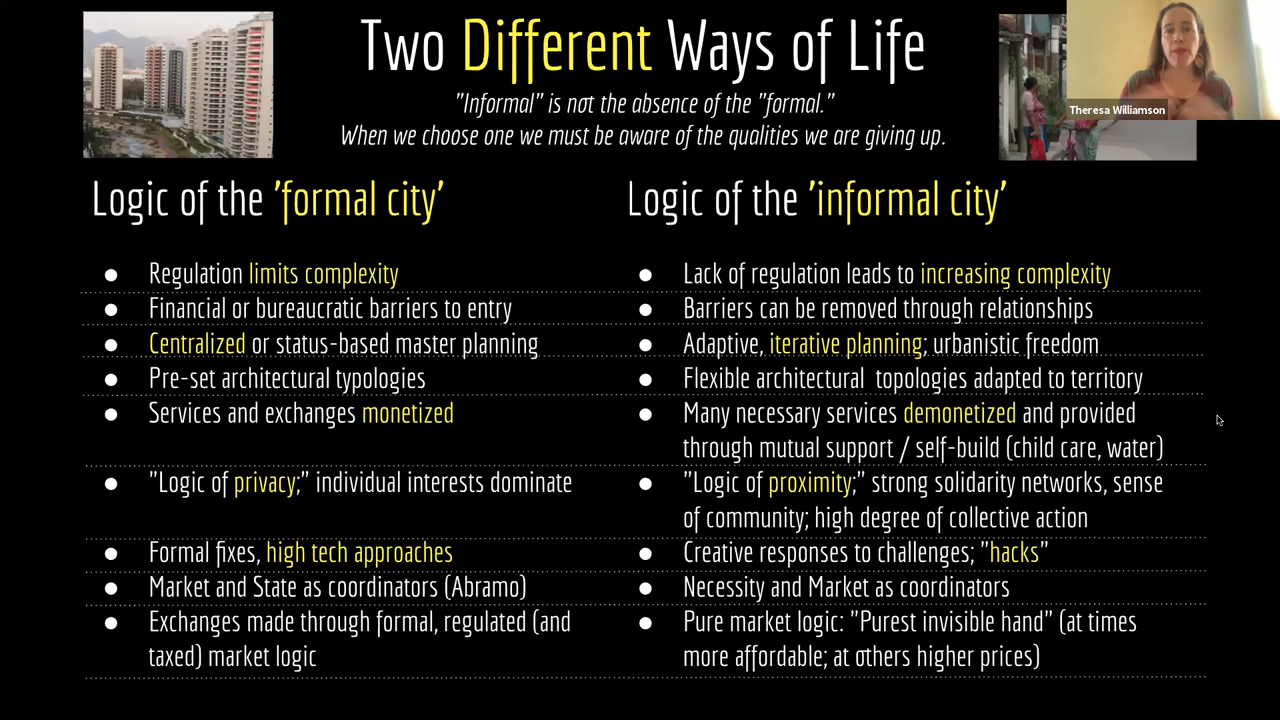 Two Different Ways of Life
"Informal" is not the absence of the "formal."
When we choose one we must be aware of the qualities we are giving up.
Theresa Williamson
Logic of the 'formal city'
Regulation limits complexity
Financial or bureaucratic barriers to entry
Centralized or status-based master planning
Pre-set architectural typologies
Services and exchanges monetized
"Logic of privacy;" individual interests dominate
Formal fixes, high tech approaches
Market and State as coordinators (Abramo)
Exchanges made through formal, regulated (and
taxed) market logic
Logic of the 'informal city'
Lack of regulation leads to increasing complexity
Barriers can be removed through relationships
Adaptive, iterative planning; urbanistic freedom
Flexible architectural topologies adapted to territory
Many necessary services demonetized and provided
through mutual support / self-build (child care, water)
"Logic of proximity;" strong solidarity networks, sense
of community; high degree of collective action
Creative responses to challenges; "hacks"
Necessity and Market as coordinators
Pure market logic: "Purest invisible hand" (at times
more affordable; at others higher prices)